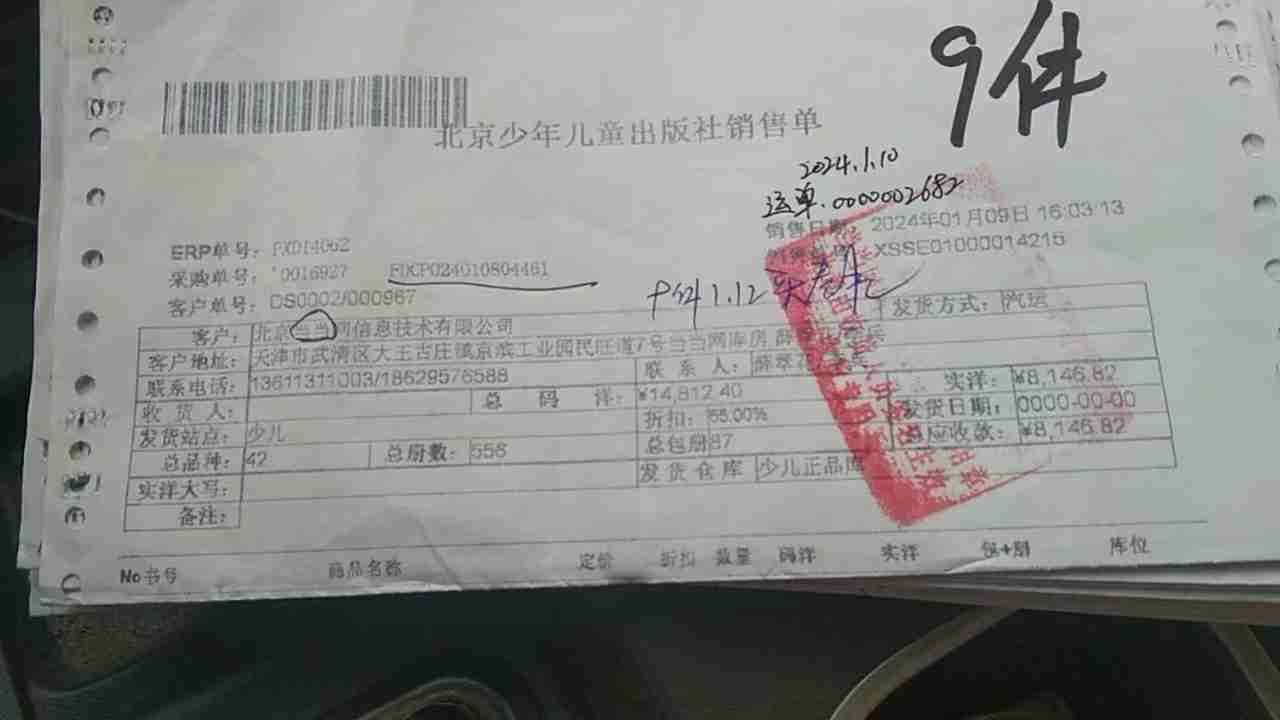 9件
北京少年儿童出版社销售单
2024.1.10
运单.0000002682
销售日期: 2024年01月09日 16:03:13
XSSE01000014215
ERP单号: PXD14062
采购单号: 0016927 FDCP024010804461
客户单号: DS0002/000967
1.12
发货方式: 汽运
客户: 北京当当网信息技术有限公司
客户地址: 天津市武清区大王古庄镇京滨工业园民旺道7号当当网库房
联系电话: 13611311003/18629576588 联系人:
收货人: 总码洋: ¥14,812.40 实洋: ¥8,146.82
发货站点: 少儿 折扣: 55.00% 发货日期: 0000-00-00
总品种: 42 总册数: 556 总包册 87 应收款: ¥8,146.82
实洋大写: 发货仓库 少儿正品库
备注:
No 书号 商品名称 定价 折扣 数量 码洋 实洋 包+册 库位